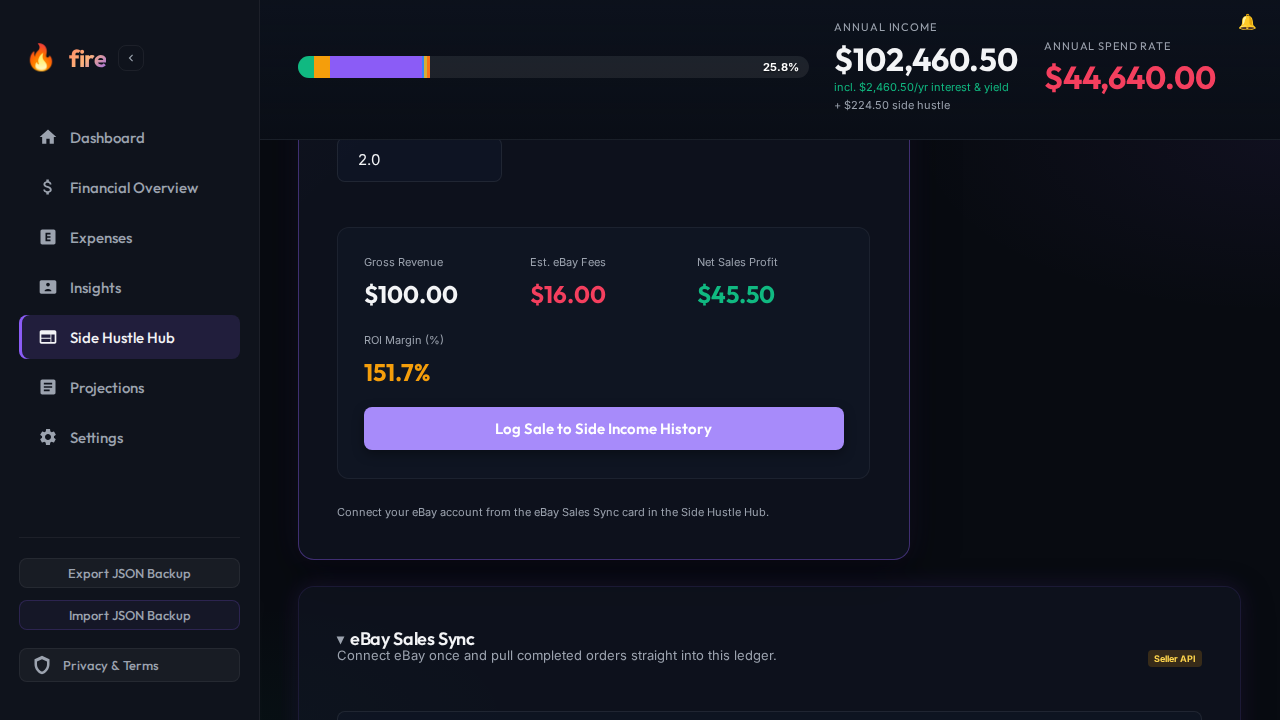 fire
Dashboard
Financial Overview
Expenses
Insights
Side Hustle Hub
Projections
Settings
Export JSON Backup
Import JSON Backup
Privacy & Terms
25.8%
ANNUAL INCOME
$102,460.50
incl. $2,460.50/yr interest & yield
+ $224.50 side hustle
ANNUAL SPEND RATE
$44,640.00
2.0
Gross Revenue
$100.00
Est. eBay Fees
$16.00
Net Sales Profit
$45.50
ROI Margin (%)
151.7%
Log Sale to Side Income History
Connect your eBay account from the eBay Sales Sync card in the Side Hustle Hub.
▾ eBay Sales Sync
Connect eBay once and pull completed orders straight into this ledger.
Seller API